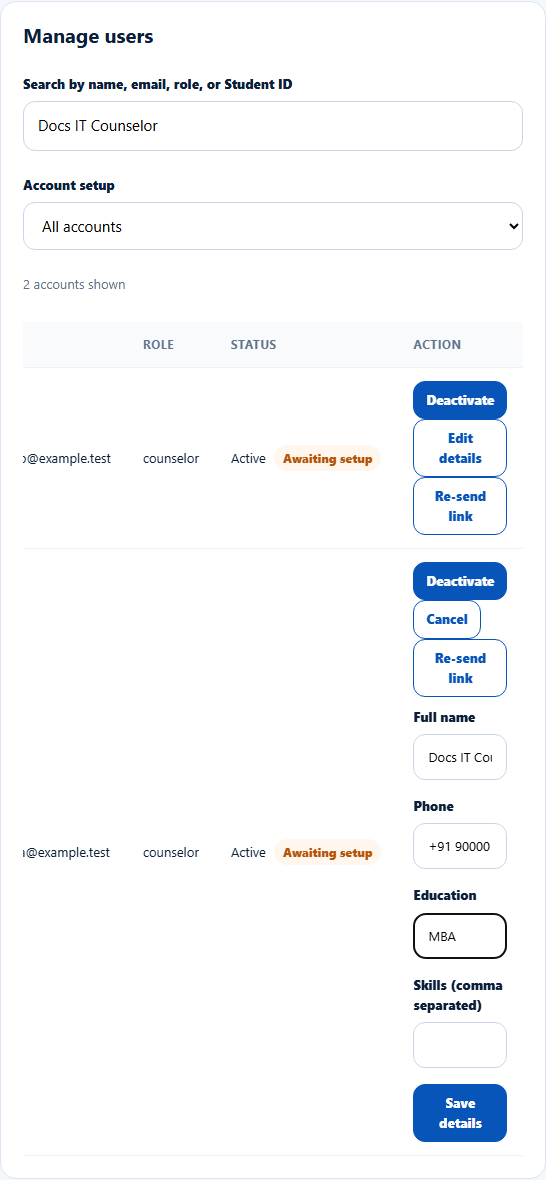 Manage users
Search by name, email, role, or Student ID
Docs IT Counselor
Account setup
All accounts
2 accounts shown
ROLE STATUS ACTION
@example.test counselor Active Awaiting setup
Deactivate
Edit
details
Re-send
link
@example.test counselor Active Awaiting setup
Deactivate
Cancel
Re-send
link
Full name
Docs IT
Phone
+91 90000
Education
MBA
Skills (comma
separated)
Save
details